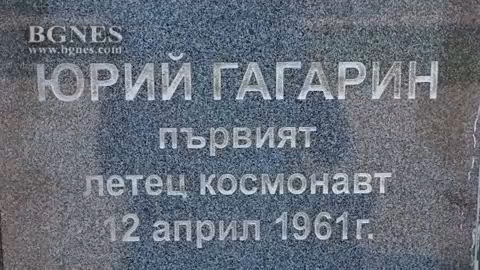 BGNES
www.bgnes.com
ЮРИЙ ГАГАРИН
първият
летец космонавт
12 април 1961г.